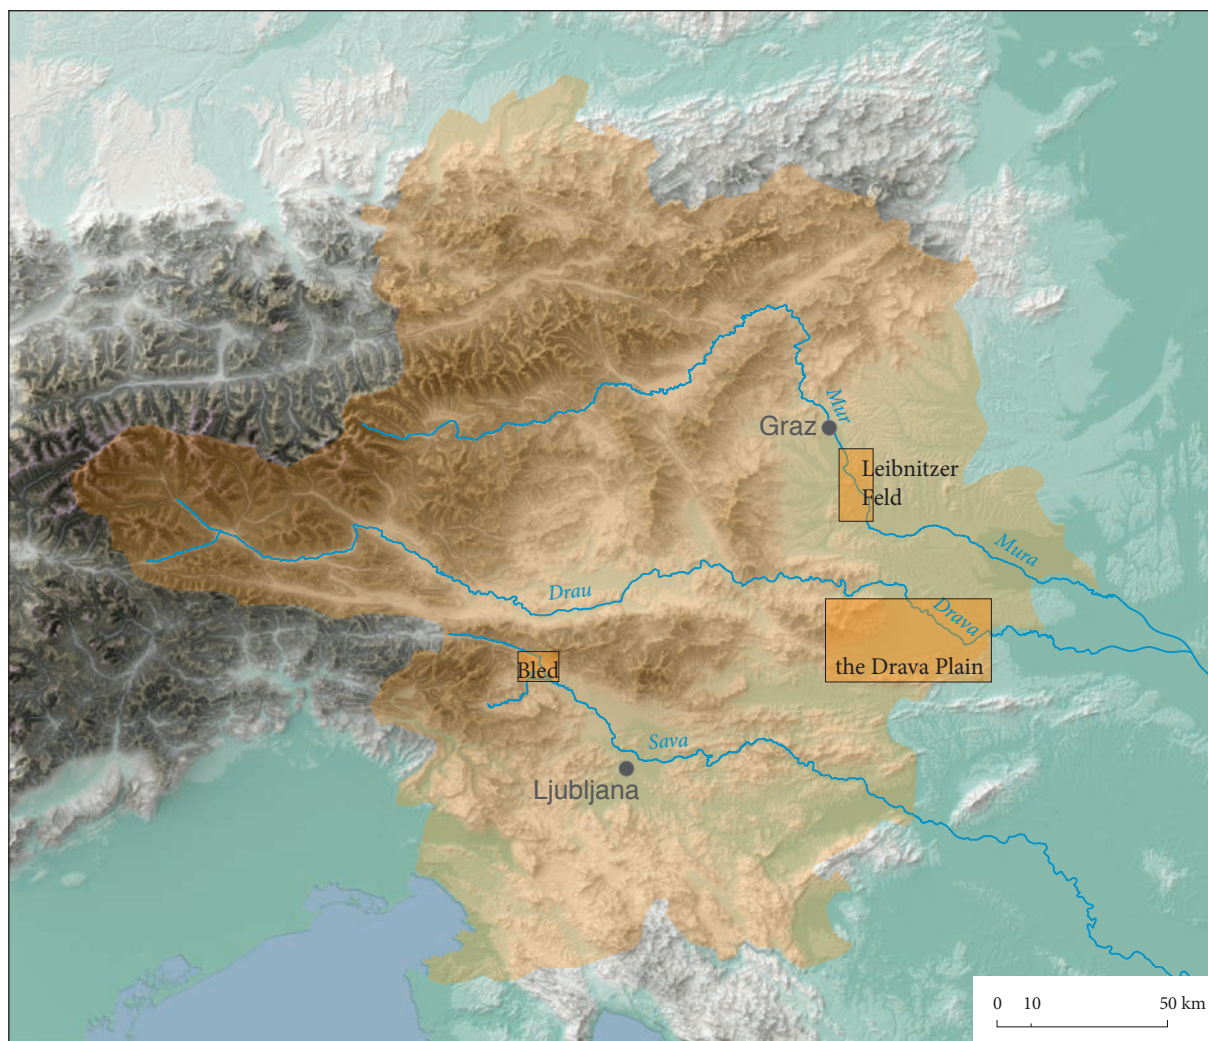 Mur
Graz
Leibnitzer
Feld
Mura
Drau
Drava
Bled
the Drava Plain
Sava
Ljubljana
0 10 50 km